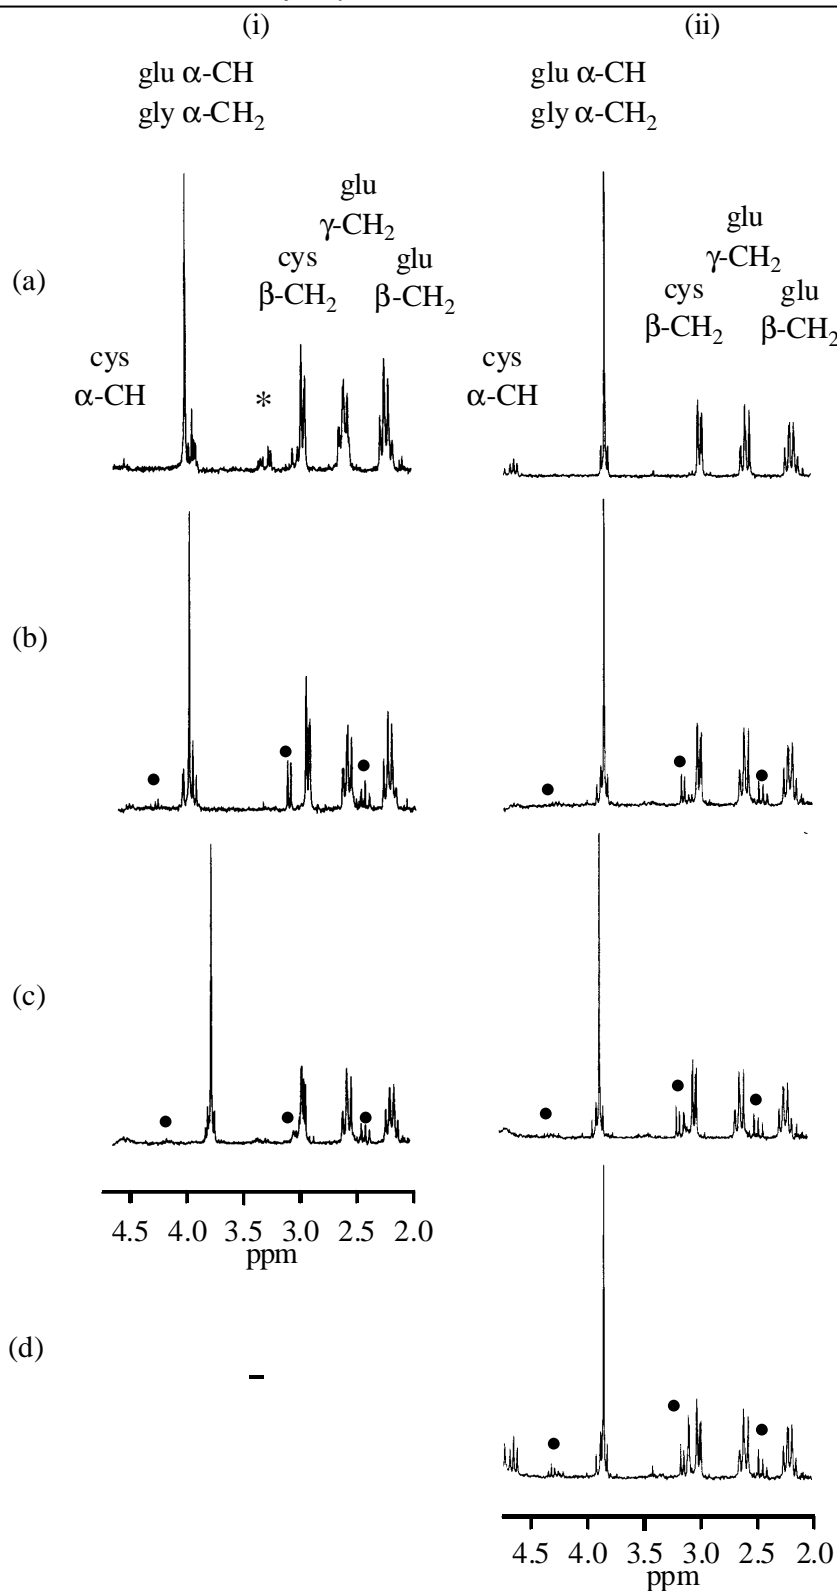 (i) (ii)
glu α-CH glu α-CH
gly α-CH₂ gly α-CH₂
glu
γ-CH₂
cys glu
β-CH₂ β-CH₂
glu
γ-CH₂
cys glu
β-CH₂ β-CH₂
(a)
cys
α-CH
*
cys
α-CH
(b)
(c)
4.5 4.0 3.5 3.0 2.5 2.0
ppm
(d)
–
4.5 4.0 3.5 3.0 2.5 2.0
ppm